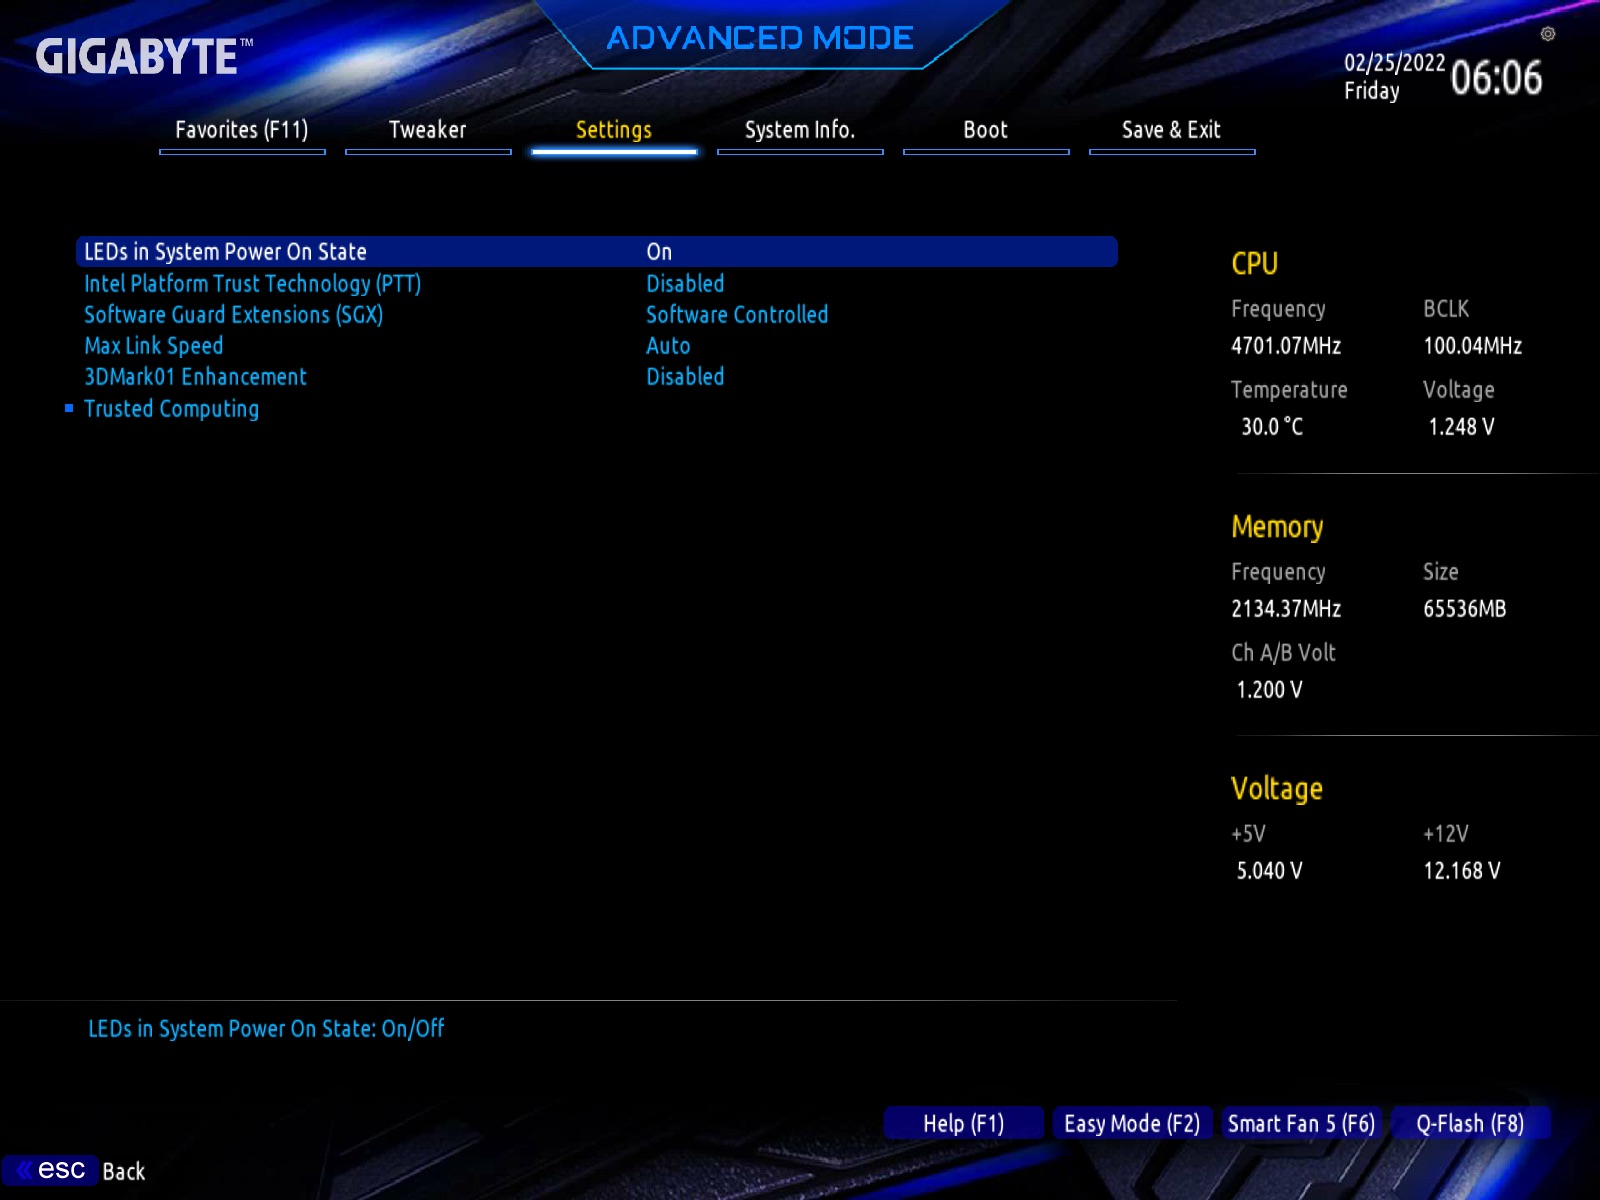 GIGABYTE™
ADVANCED MODE
02/25/2022
Friday
06:06
Favorites (F11) Tweaker Settings System Info. Boot Save & Exit
LEDs in System Power On State On
Intel Platform Trust Technology (PTT) Disabled
Software Guard Extensions (SGX) Software Controlled
Max Link Speed Auto
3DMark01 Enhancement Disabled
Trusted Computing
CPU
Frequency BCLK
4701.07MHz 100.04MHz
Temperature Voltage
30.0 °C 1.248 V
Memory
Frequency Size
2134.37MHz 65536MB
Ch A/B Volt
1.200 V
Voltage
+5V +12V
5.040 V 12.168 V
LEDs in System Power On State: On/Off
Help (F1) Easy Mode (F2) Smart Fan 5 (F6) Q-Flash (F8)
esc Back